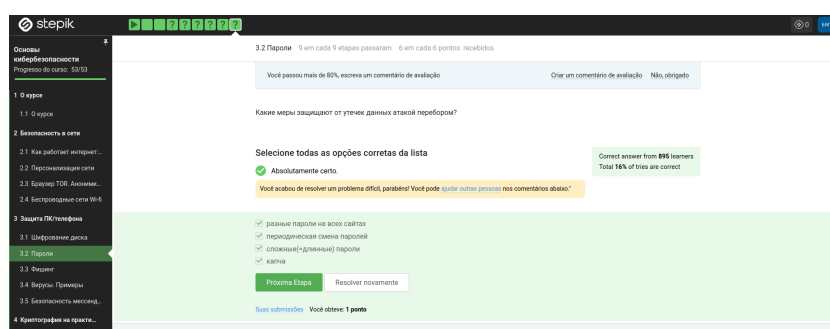 stepik
0
EM
Основы
кибербезопасности
Progresso do curso: 53/53
1 О курсе
1.1 О курсе
2 Безопасность в сети
2.1 Как работает интернет:...
2.2 Персонализация сети
2.3 Браузер TOR. Аноними...
2.4 Беспроводные сети Wi-fi
3 Защита ПК/телефона
3.1 Шифрование диска
3.2 Пароли
3.3 Фишинг
3.4 Вирусы. Примеры
3.5 Безопасность мессенд...
4 Криптография на практи...
3.2 Пароли 9 em cada 9 etapas passaram 6 em cada 6 pontos recebidos
Você passou mais de 80%, escreva um comentário de avaliação Criar um comentário de avaliação Não, obrigado
Какие меры защищают от утечек данных атакой перебором?
Selecione todas as opções corretas da lista
Correct answer from 895 learners
Total 16% of tries are correct
Absolutamente certo.
Você acabou de resolver um problema difícil, parabéns! Você pode ajudar outras pessoas nos comentários abaixo."
разные пароли на всех сайтах
периодическая смена паролей
сложные(=длинные) пароли
капча
Próxima Etapa Resolver novamente
Suas submissões Você obteve: 1 ponto